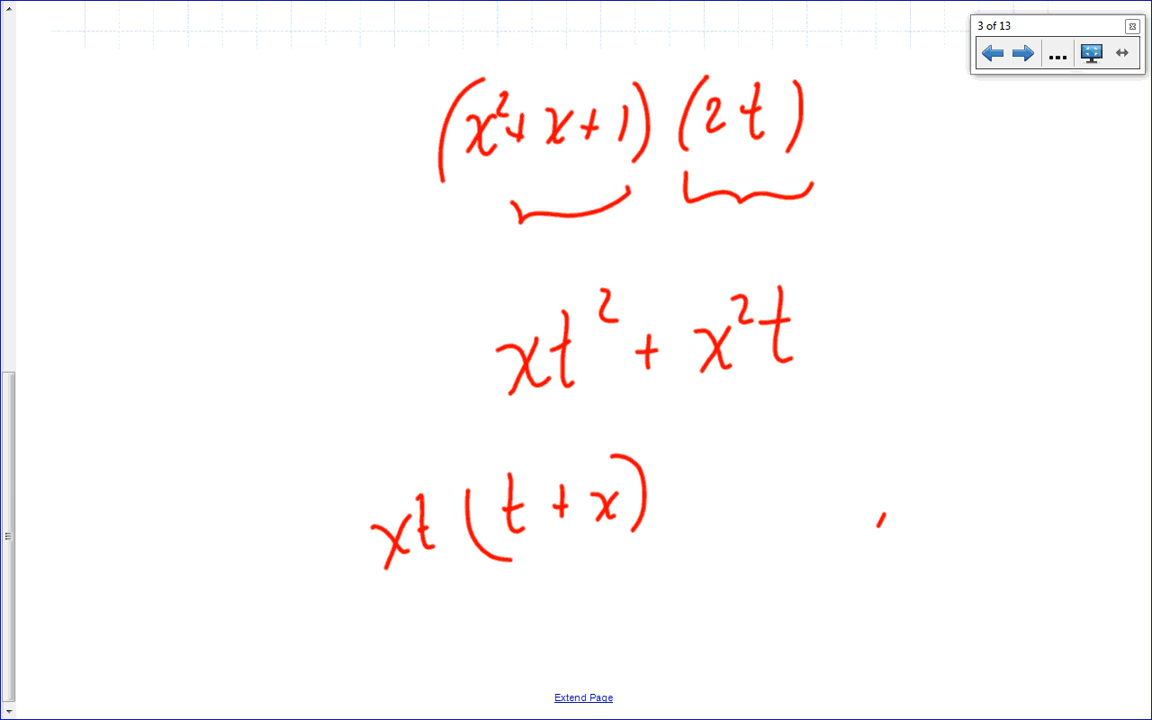 3 of 13
...
(x²+x+1)(2t)
xt²+x²t
xt(t+x)
Extend Page